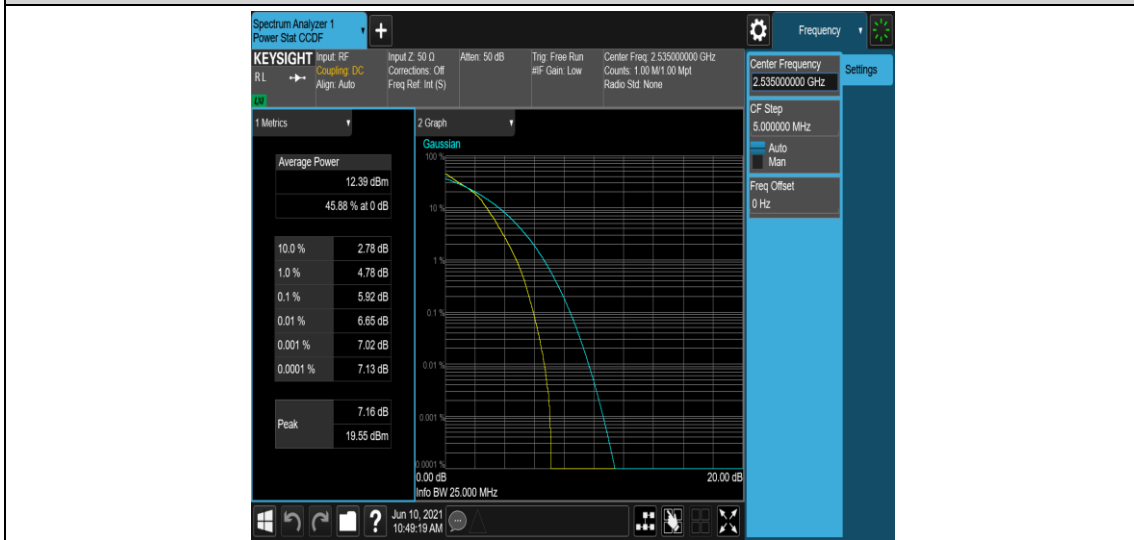 Spectrum Analyzer 1
Power Stat CCDF
+
Frequency
KEYSIGHT
RL
Input: RF
Coupling: DC
Align: Auto
Input Z: 50 Ω
Corrections: Off
Freq Ref: Int (S)
Atten: 50 dB
Trig: Free Run
#IF Gain: Low
Center Freq: 2.535000000 GHz
Counts: 1.00 M/1.00 Mpt
Radio Std: None
Center Frequency
2.535000000 GHz
Settings
CF Step
5.000000 MHz
Auto
Man
Freq Offset
0 Hz
1 Metrics
Average Power
12.39 dBm
45.88 % at 0 dB
10.0 % 2.78 dB
1.0 % 4.78 dB
0.1 % 5.92 dB
0.01 % 6.65 dB
0.001 % 7.02 dB
0.0001 % 7.13 dB
Peak
7.16 dB
19.55 dBm
2 Graph
Gaussian
100 %
10 %
1 %
0.1 %
0.01 %
0.001 %
0.0001 %
0.00 dB
20.00 dB
Info BW 25.000 MHz
?
Jun 10, 2021
10:49:19 AM